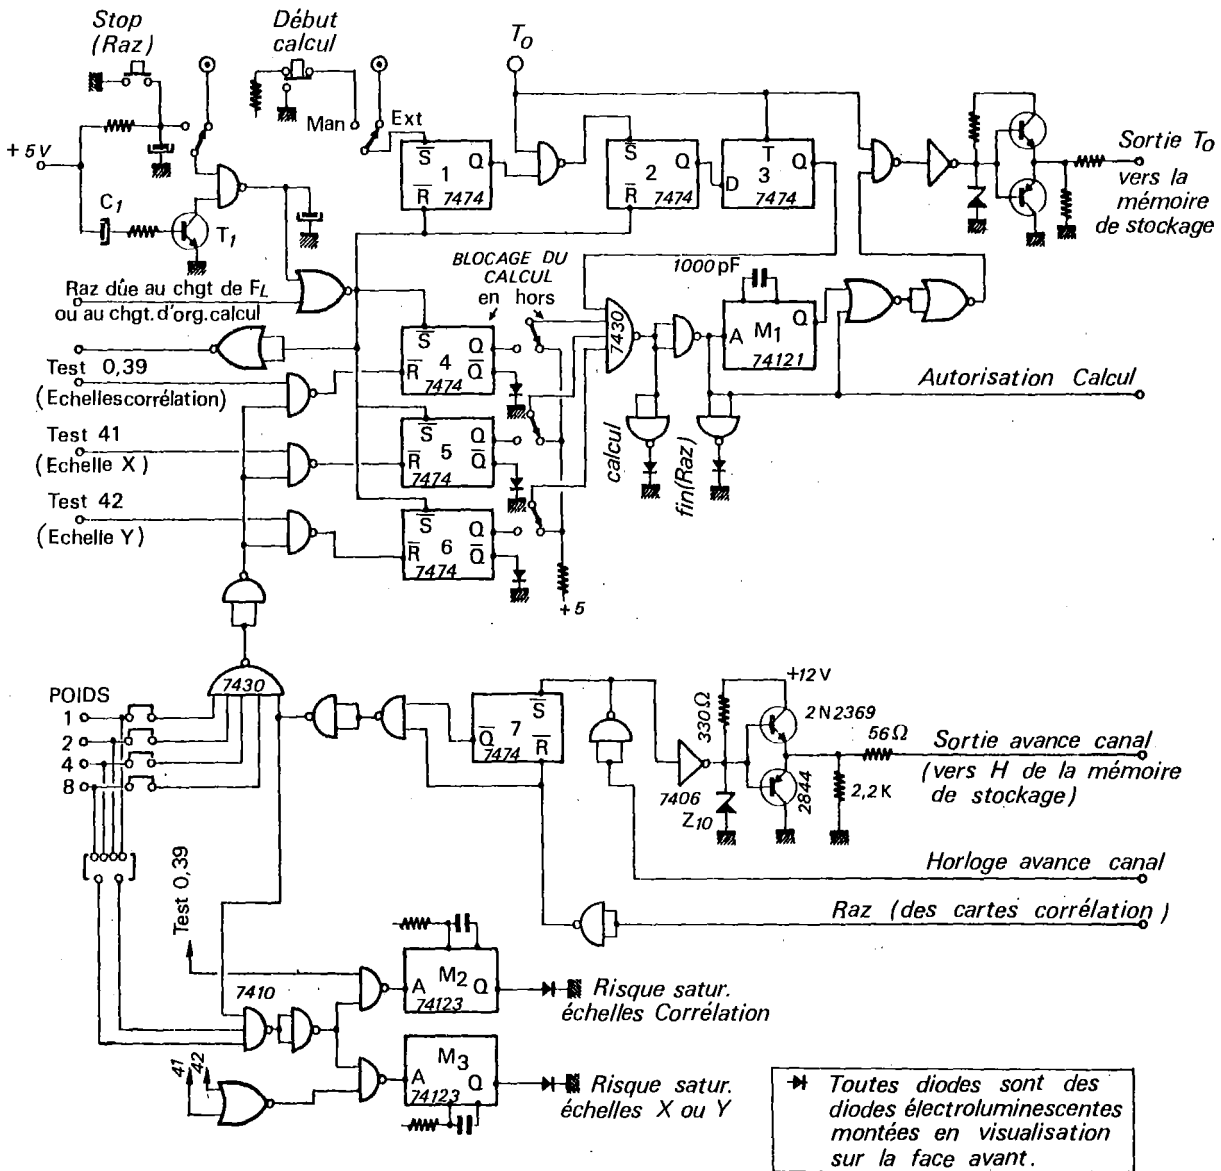 Stop
(Raz)
Début
calcul
T0
+5V
Man
Ext
C1
T1
S̅
1
Q
R̅
7474
S̅
2
Q
R̅
7474
T
3
D
7474
Sortie T0
vers la
mémoire
de stockage
Raz dûe au chgt de FL
ou au chgt. d'org. calcul
BLOCAGE DU
CALCUL
en hors
1000 pF
7430
A
M1
Q
74121
Test 0,39
(Echelles corrélation)
S̅
Q
4
R̅
Q̅
7474
Autorisation Calcul
Test 41
(Echelle X)
S̅
Q
5
R̅
Q̅
7474
calcul
fin (Raz)
Test 42
(Echelle Y)
S̅
Q
6
R̅
Q̅
7474
+5
7430
POIDS
1
2
4
8
S̅
7
Q̅
R̅
7474
+12V
330 Ω
2N2369
56 Ω
7406
2844
2,2K
Z10
Sortie avance canal
(vers H de la mémoire
de stockage)
Horloge avance canal
Raz (des cartes corrélation)
Test 0,39
7410
M2
A
Q
74123
Risque satur.
échelles Corrélation
41
42
M3
A
Q
74123
Risque satur.
échelles X ou Y
Toutes diodes sont des
diodes électroluminescentes
montées en visualisation
sur la face avant.